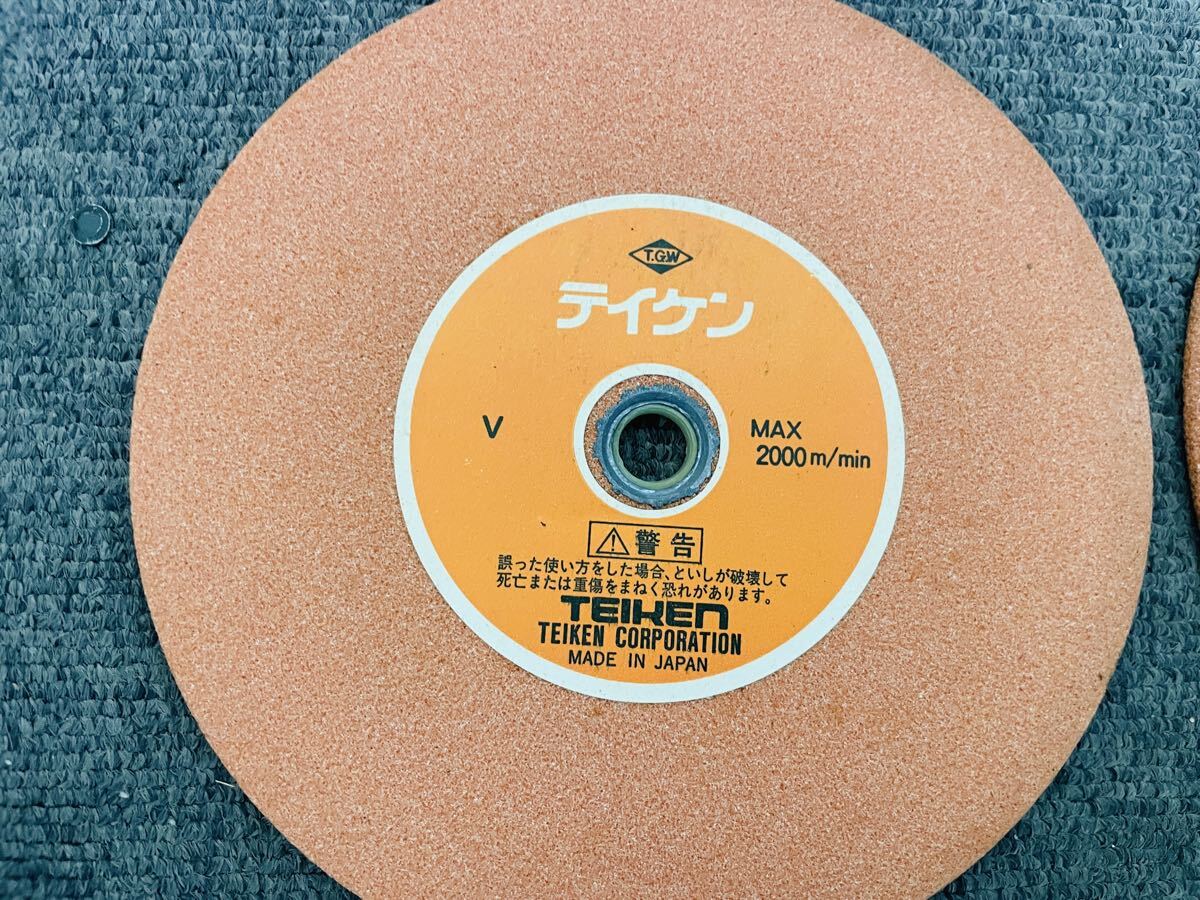 T.G.W
テイケン
V
MAX
2000 m/min
⚠警告
誤った使い方をした場合、といしが破壊して
死亡または重傷をまねく恐れがあります。
TEIKEN
TEIKEN CORPORATION
MADE IN JAPAN